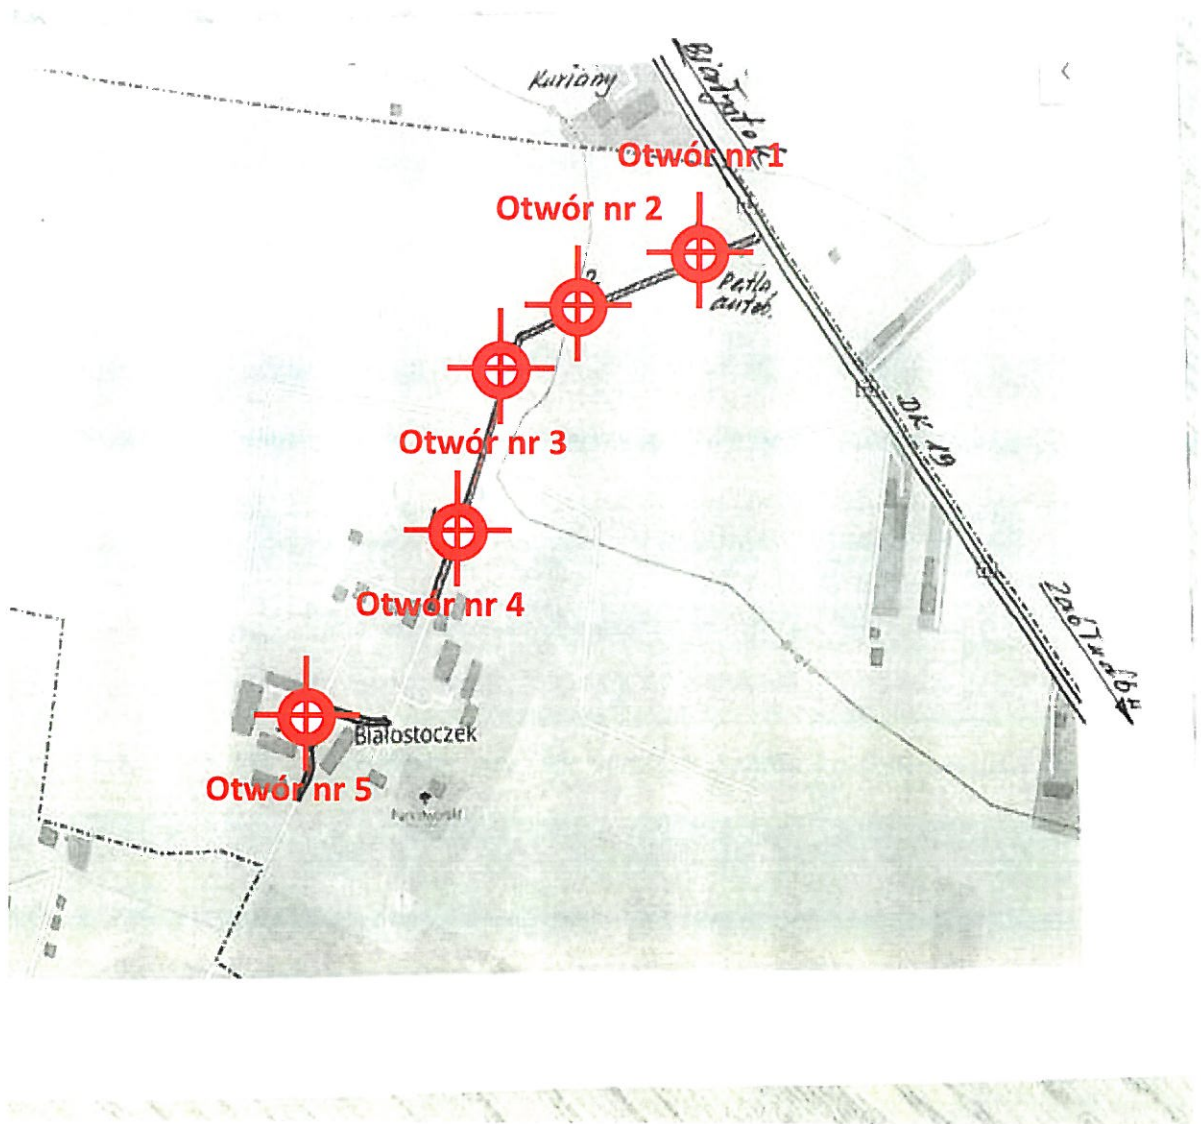 Kuriany
Białystok
Otwór nr 1
Otwór nr 2
2
Pętla
autob.
DK 19
Otwór nr 3
Otwór nr 4
Zabłudów
Białostoczek
Otwór nr 5